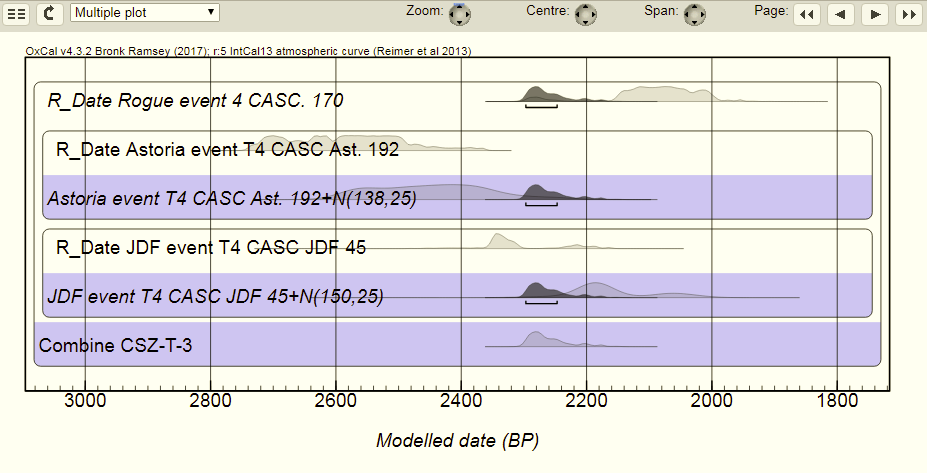 Multiple plot
Zoom:
Centre:
Span:
Page:
OxCal v4.3.2 Bronk Ramsey (2017); r:5 IntCal13 atmospheric curve (Reimer et al 2013)
R_Date Rogue event 4 CASC. 170
R_Date Astoria event T4 CASC Ast. 192
Astoria event T4 CASC Ast. 192+N(138,25)
R_Date JDF event T4 CASC JDF 45
JDF event T4 CASC JDF 45+N(150,25)
Combine CSZ-T-3
3000 2800 2600 2400 2200 2000 1800
Modelled date (BP)